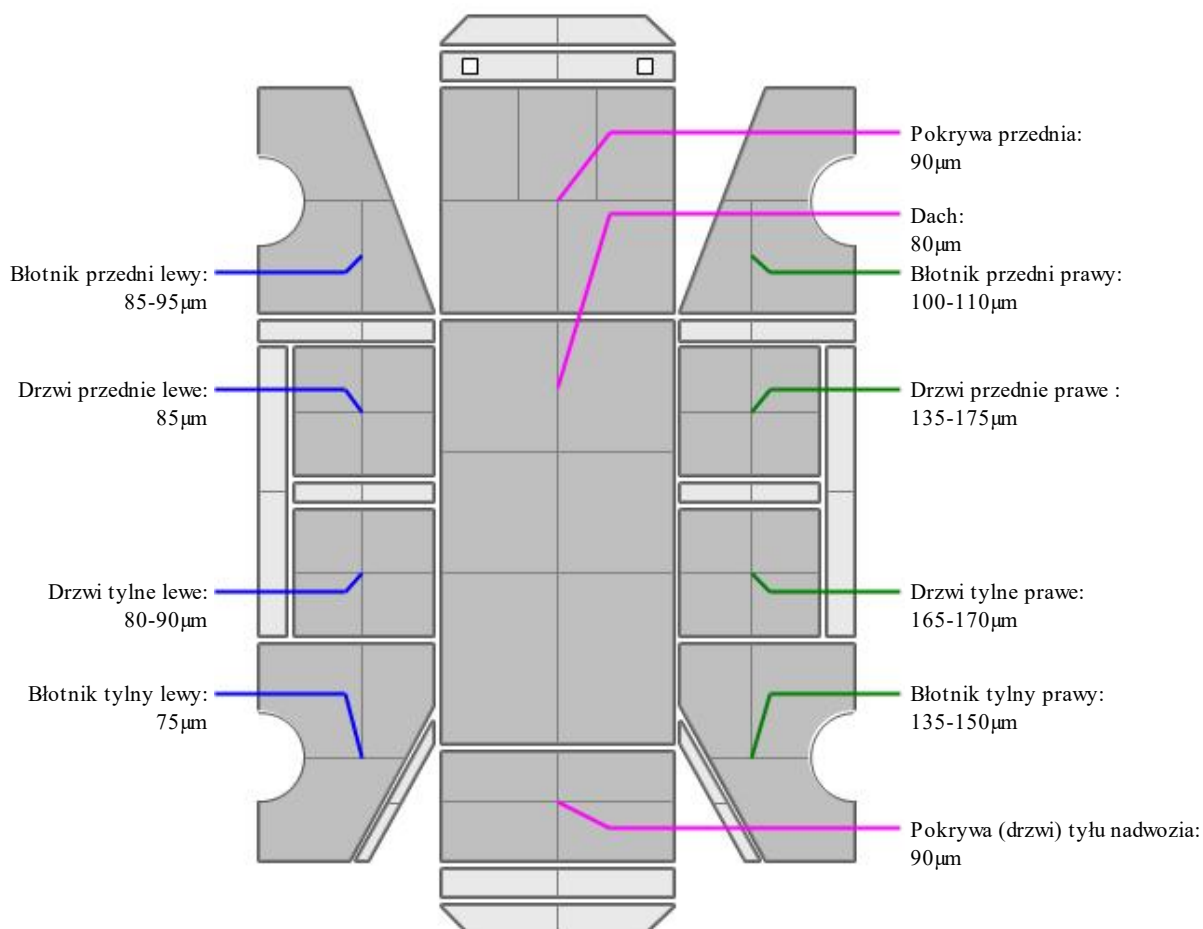 Pokrywa przednia:
90µm
Dach:
80µm
Błotnik przedni lewy:
85-95µm
Błotnik przedni prawy:
100-110µm
Drzwi przednie lewe:
85µm
Drzwi przednie prawe :
135-175µm
Drzwi tylne lewe:
80-90µm
Drzwi tylne prawe:
165-170µm
Błotnik tylny lewy:
75µm
Błotnik tylny prawy:
135-150µm
Pokrywa (drzwi) tyłu nadwozia:
90µm